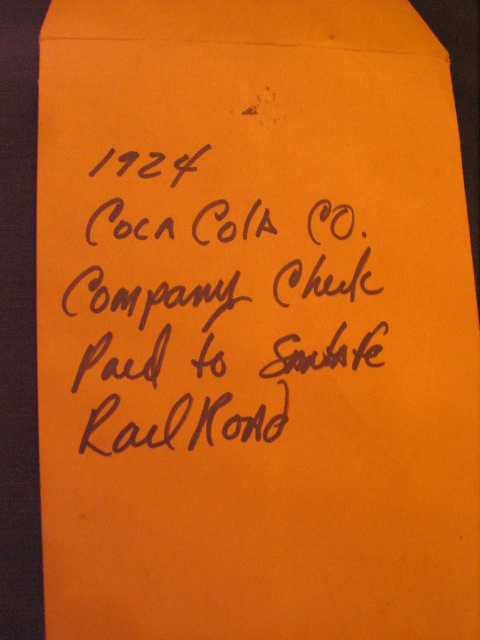 1924
Coca Cola Co.
Company Check
Paid to SantaFe
RailRoad